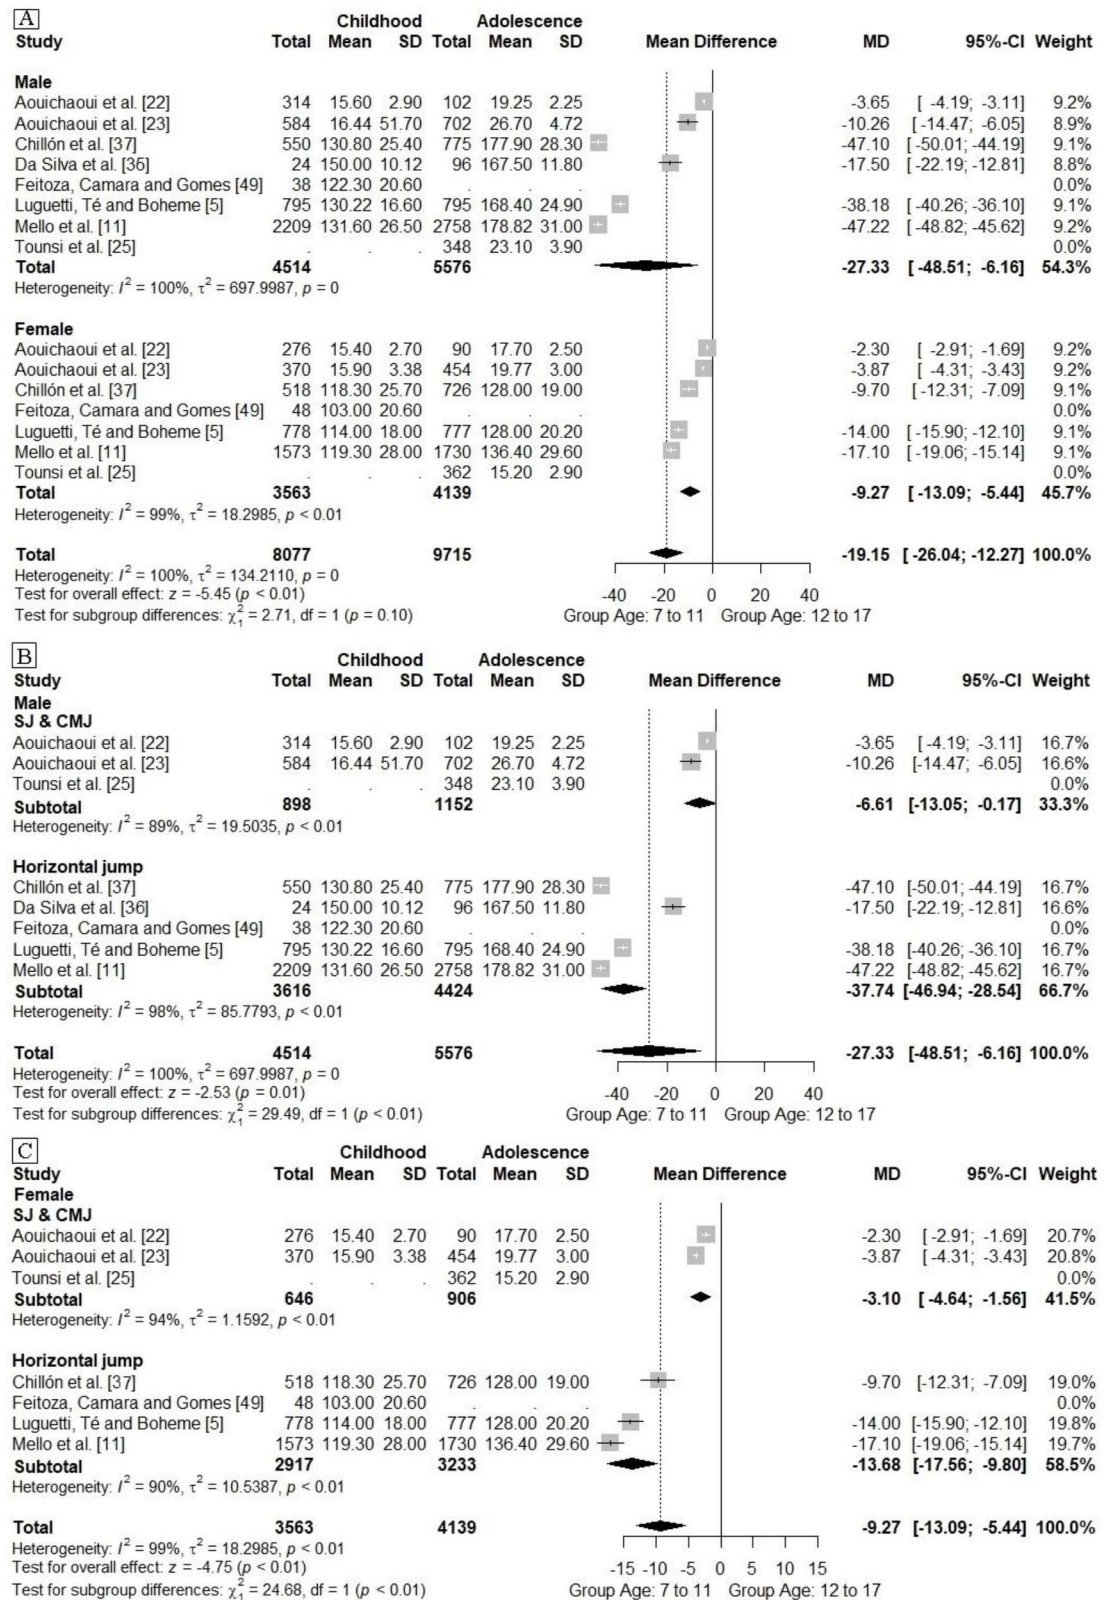 A
Childhood Adolescence
Study Total Mean SD Total Mean SD Mean Difference MD 95%-CI Weight
Male
Aouichaoui et al. [22] 314 15.60 2.90 102 19.25 2.25 -3.65 [ -4.19; -3.11] 9.2%
Aouichaoui et al. [23] 584 16.44 51.70 702 26.70 4.72 -10.26 [-14.47; -6.05] 8.9%
Chillón et al. [37] 550 130.80 25.40 775 177.90 28.30 -47.10 [-50.01; -44.19] 9.1%
Da Silva et al. [36] 24 150.00 10.12 96 167.50 11.80 -17.50 [-22.19; -12.81] 8.8%
Feitoza, Camara and Gomes [49] 38 122.30 20.60 . . . 0.0%
Luguetti, Té and Boheme [5] 795 130.22 16.60 795 168.40 24.90 -38.18 [-40.26; -36.10] 9.1%
Mello et al. [11] 2209 131.60 26.50 2758 178.82 31.00 -47.22 [-48.82; -45.62] 9.2%
Tounsi et al. [25] . . . 348 23.10 3.90 0.0%
Total 4514 5576 -27.33 [-48.51; -6.16] 54.3%
Heterogeneity: I² = 100%, τ² = 697.9987, p = 0
Female
Aouichaoui et al. [22] 276 15.40 2.70 90 17.70 2.50 -2.30 [ -2.91; -1.69] 9.2%
Aouichaoui et al. [23] 370 15.90 3.38 454 19.77 3.00 -3.87 [ -4.31; -3.43] 9.2%
Chillón et al. [37] 518 118.30 25.70 726 128.00 19.00 -9.70 [-12.31; -7.09] 9.1%
Feitoza, Camara and Gomes [49] 48 103.00 20.60 . . . 0.0%
Luguetti, Té and Boheme [5] 778 114.00 18.00 777 128.00 20.20 -14.00 [-15.90; -12.10] 9.1%
Mello et al. [11] 1573 119.30 28.00 1730 136.40 29.60 -17.10 [-19.06; -15.14] 9.1%
Tounsi et al. [25] . . . 362 15.20 2.90 0.0%
Total 3563 4139 -9.27 [-13.09; -5.44] 45.7%
Heterogeneity: I² = 99%, τ² = 18.2985, p < 0.01
Total 8077 9715 -19.15 [-26.04; -12.27] 100.0%
Heterogeneity: I² = 100%, τ² = 134.2110, p = 0
Test for overall effect: z = -5.45 (p < 0.01)
-40 -20 0 20 40
Test for subgroup differences: χ²₁ = 2.71, df = 1 (p = 0.10) Group Age: 7 to 11 Group Age: 12 to 17
B
Childhood Adolescence
Study Total Mean SD Total Mean SD Mean Difference MD 95%-CI Weight
Male
SJ & CMJ
Aouichaoui et al. [22] 314 15.60 2.90 102 19.25 2.25 -3.65 [-4.19; -3.11] 16.7%
Aouichaoui et al. [23] 584 16.44 51.70 702 26.70 4.72 -10.26 [-14.47; -6.05] 16.6%
Tounsi et al. [25] . . . 348 23.10 3.90 0.0%
Subtotal 898 1152 -6.61 [-13.05; -0.17] 33.3%
Heterogeneity: I² = 89%, τ² = 19.5035, p < 0.01
Horizontal jump
Chillón et al. [37] 550 130.80 25.40 775 177.90 28.30 -47.10 [-50.01; -44.19] 16.7%
Da Silva et al. [36] 24 150.00 10.12 96 167.50 11.80 -17.50 [-22.19; -12.81] 16.6%
Feitoza, Camara and Gomes [49] 38 122.30 20.60 . . . 0.0%
Luguetti, Té and Boheme [5] 795 130.22 16.60 795 168.40 24.90 -38.18 [-40.26; -36.10] 16.7%
Mello et al. [11] 2209 131.60 26.50 2758 178.82 31.00 -47.22 [-48.82; -45.62] 16.7%
Subtotal 3616 4424 -37.74 [-46.94; -28.54] 66.7%
Heterogeneity: I² = 98%, τ² = 85.7793, p < 0.01
Total 4514 5576 -27.33 [-48.51; -6.16] 100.0%
Heterogeneity: I² = 100%, τ² = 697.9987, p = 0
Test for overall effect: z = -2.53 (p = 0.01)
-40 -20 0 20 40
Test for subgroup differences: χ²₁ = 29.49, df = 1 (p < 0.01) Group Age: 7 to 11 Group Age: 12 to 17
C
Childhood Adolescence
Study Total Mean SD Total Mean SD Mean Difference MD 95%-CI Weight
Female
SJ & CMJ
Aouichaoui et al. [22] 276 15.40 2.70 90 17.70 2.50 -2.30 [ -2.91; -1.69] 20.7%
Aouichaoui et al. [23] 370 15.90 3.38 454 19.77 3.00 -3.87 [ -4.31; -3.43] 20.8%
Tounsi et al. [25] . . . 362 15.20 2.90 0.0%
Subtotal 646 906 -3.10 [ -4.64; -1.56] 41.5%
Heterogeneity: I² = 94%, τ² = 1.1592, p < 0.01
Horizontal jump
Chillón et al. [37] 518 118.30 25.70 726 128.00 19.00 -9.70 [-12.31; -7.09] 19.0%
Feitoza, Camara and Gomes [49] 48 103.00 20.60 . . . 0.0%
Luguetti, Té and Boheme [5] 778 114.00 18.00 777 128.00 20.20 -14.00 [-15.90; -12.10] 19.8%
Mello et al. [11] 1573 119.30 28.00 1730 136.40 29.60 -17.10 [-19.06; -15.14] 19.7%
Subtotal 2917 3233 -13.68 [-17.56; -9.80] 58.5%
Heterogeneity: I² = 90%, τ² = 10.5387, p < 0.01
Total 3563 4139 -9.27 [-13.09; -5.44] 100.0%
Heterogeneity: I² = 99%, τ² = 18.2985, p < 0.01
Test for overall effect: z = -4.75 (p < 0.01)
-15 -10 -5 0 5 10 15
Test for subgroup differences: χ²₁ = 24.68, df = 1 (p < 0.01) Group Age: 7 to 11 Group Age: 12 to 17